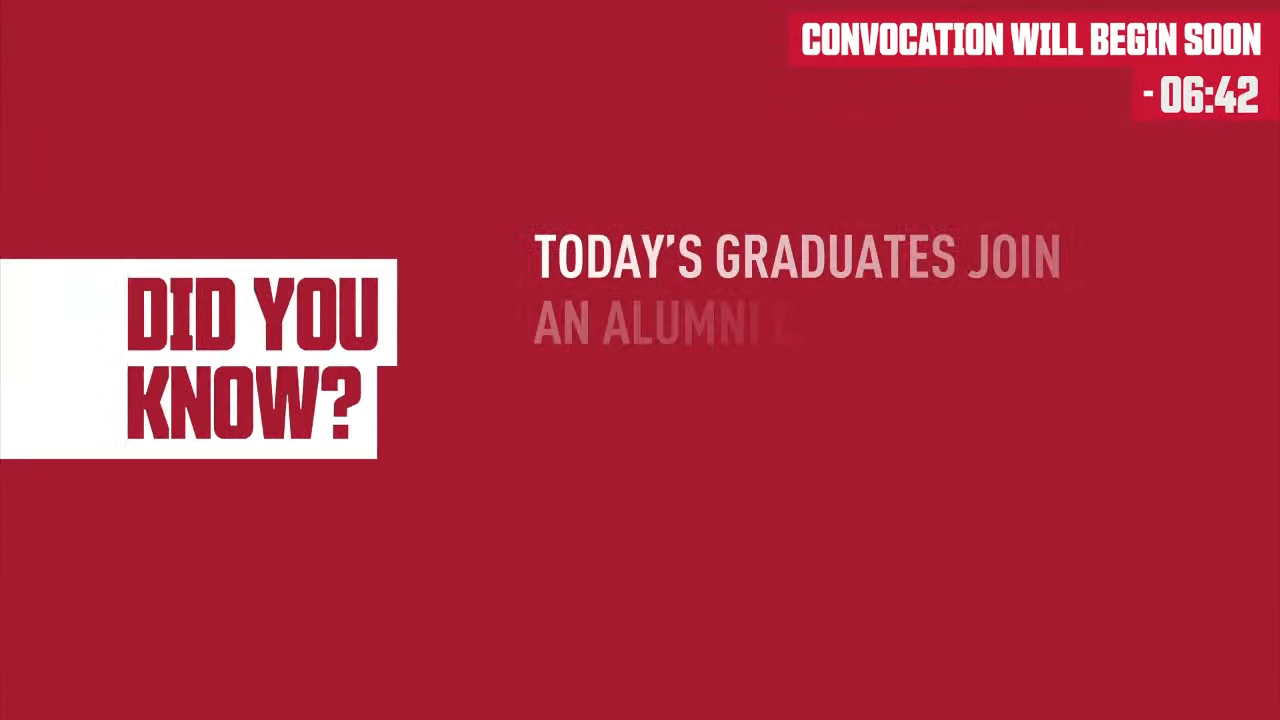 CONVOCATION WILL BEGIN SOON
- 06:42
DID YOU
KNOW?
TODAY'S GRADUATES JOIN
AN ALUMNI